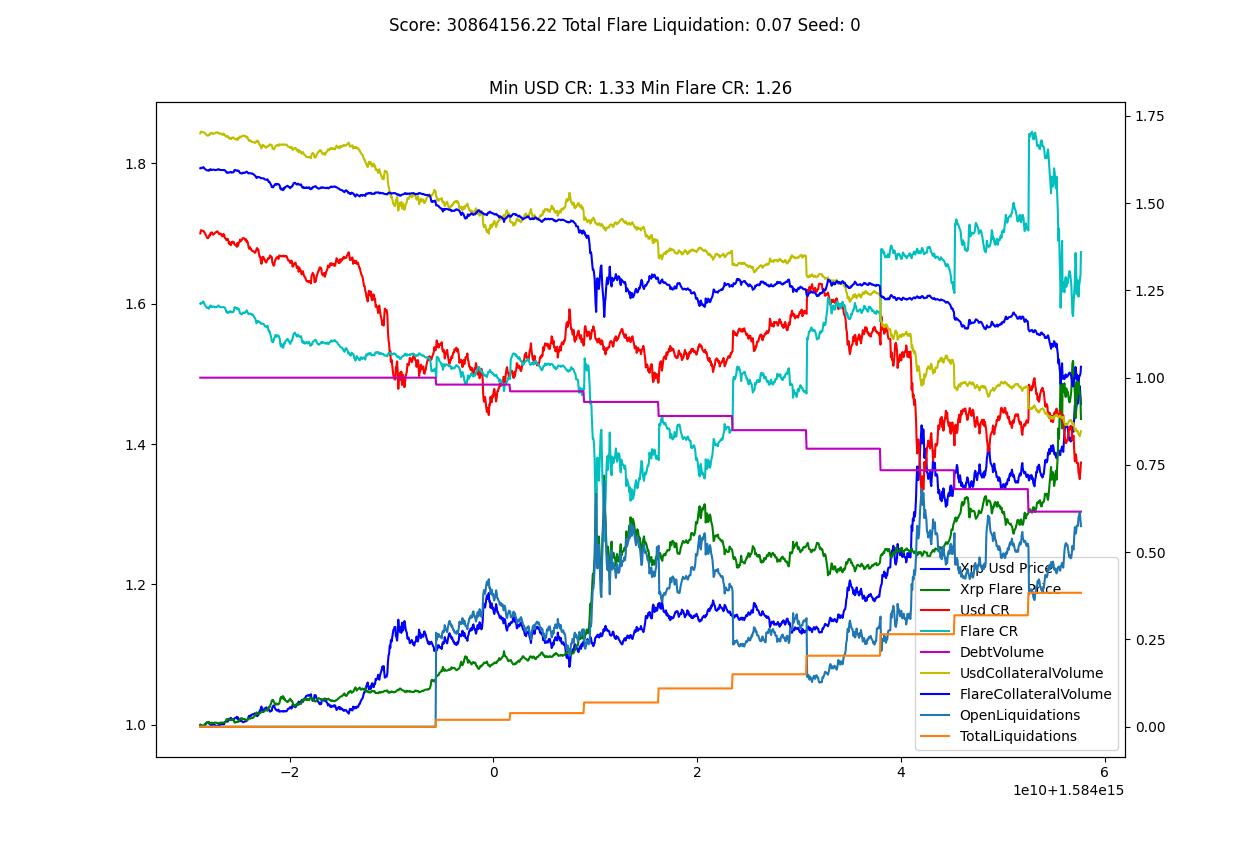 Score: 30864156.22 Total Flare Liquidation: 0.07 Seed: 0
Min USD CR: 1.33 Min Flare CR: 1.26
1.8
1.6
1.4
1.2
1.0
1.75
1.50
1.25
1.00
0.75
0.50
0.25
0.00
Xrp Usd Price
Xrp Flare Price
Usd CR
Flare CR
DebtVolume
UsdCollateralVolume
FlareCollateralVolume
OpenLiquidations
TotalLiquidations
−2 0 2 4 6
1e10+1.584e15